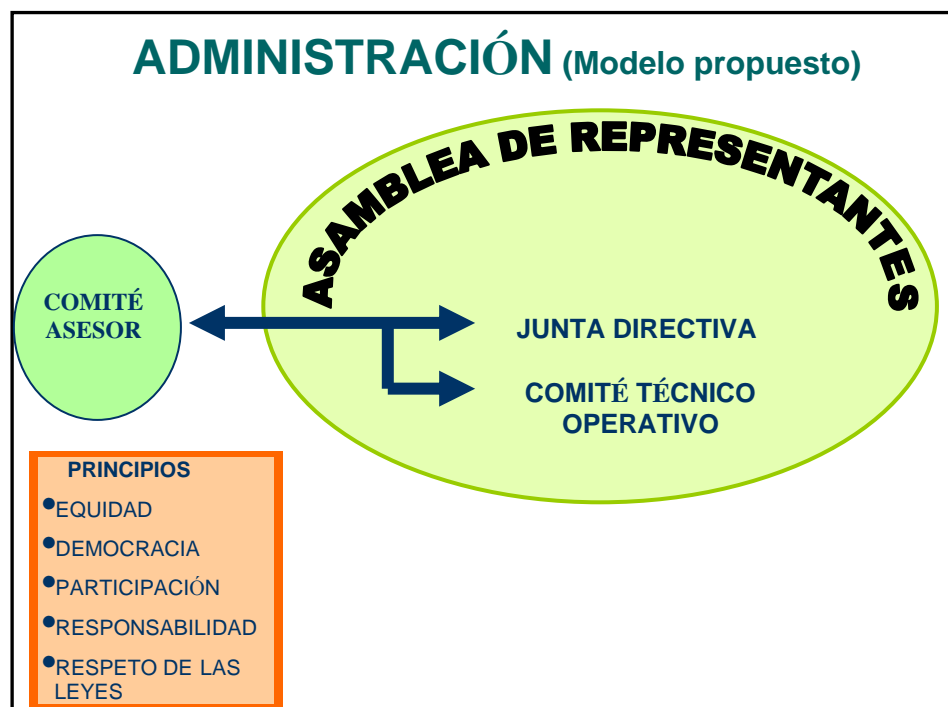 ADMINISTRACIÓN (Modelo propuesto)
ASAMBLEA DE REPRESENTANTES
COMITÉ
ASESOR
JUNTA DIRECTIVA
COMITÉ TÉCNICO
OPERATIVO
PRINCIPIOS
•EQUIDAD
•DEMOCRACIA
•PARTICIPACIÓN
•RESPONSABILIDAD
•RESPETO DE LAS
LEYES